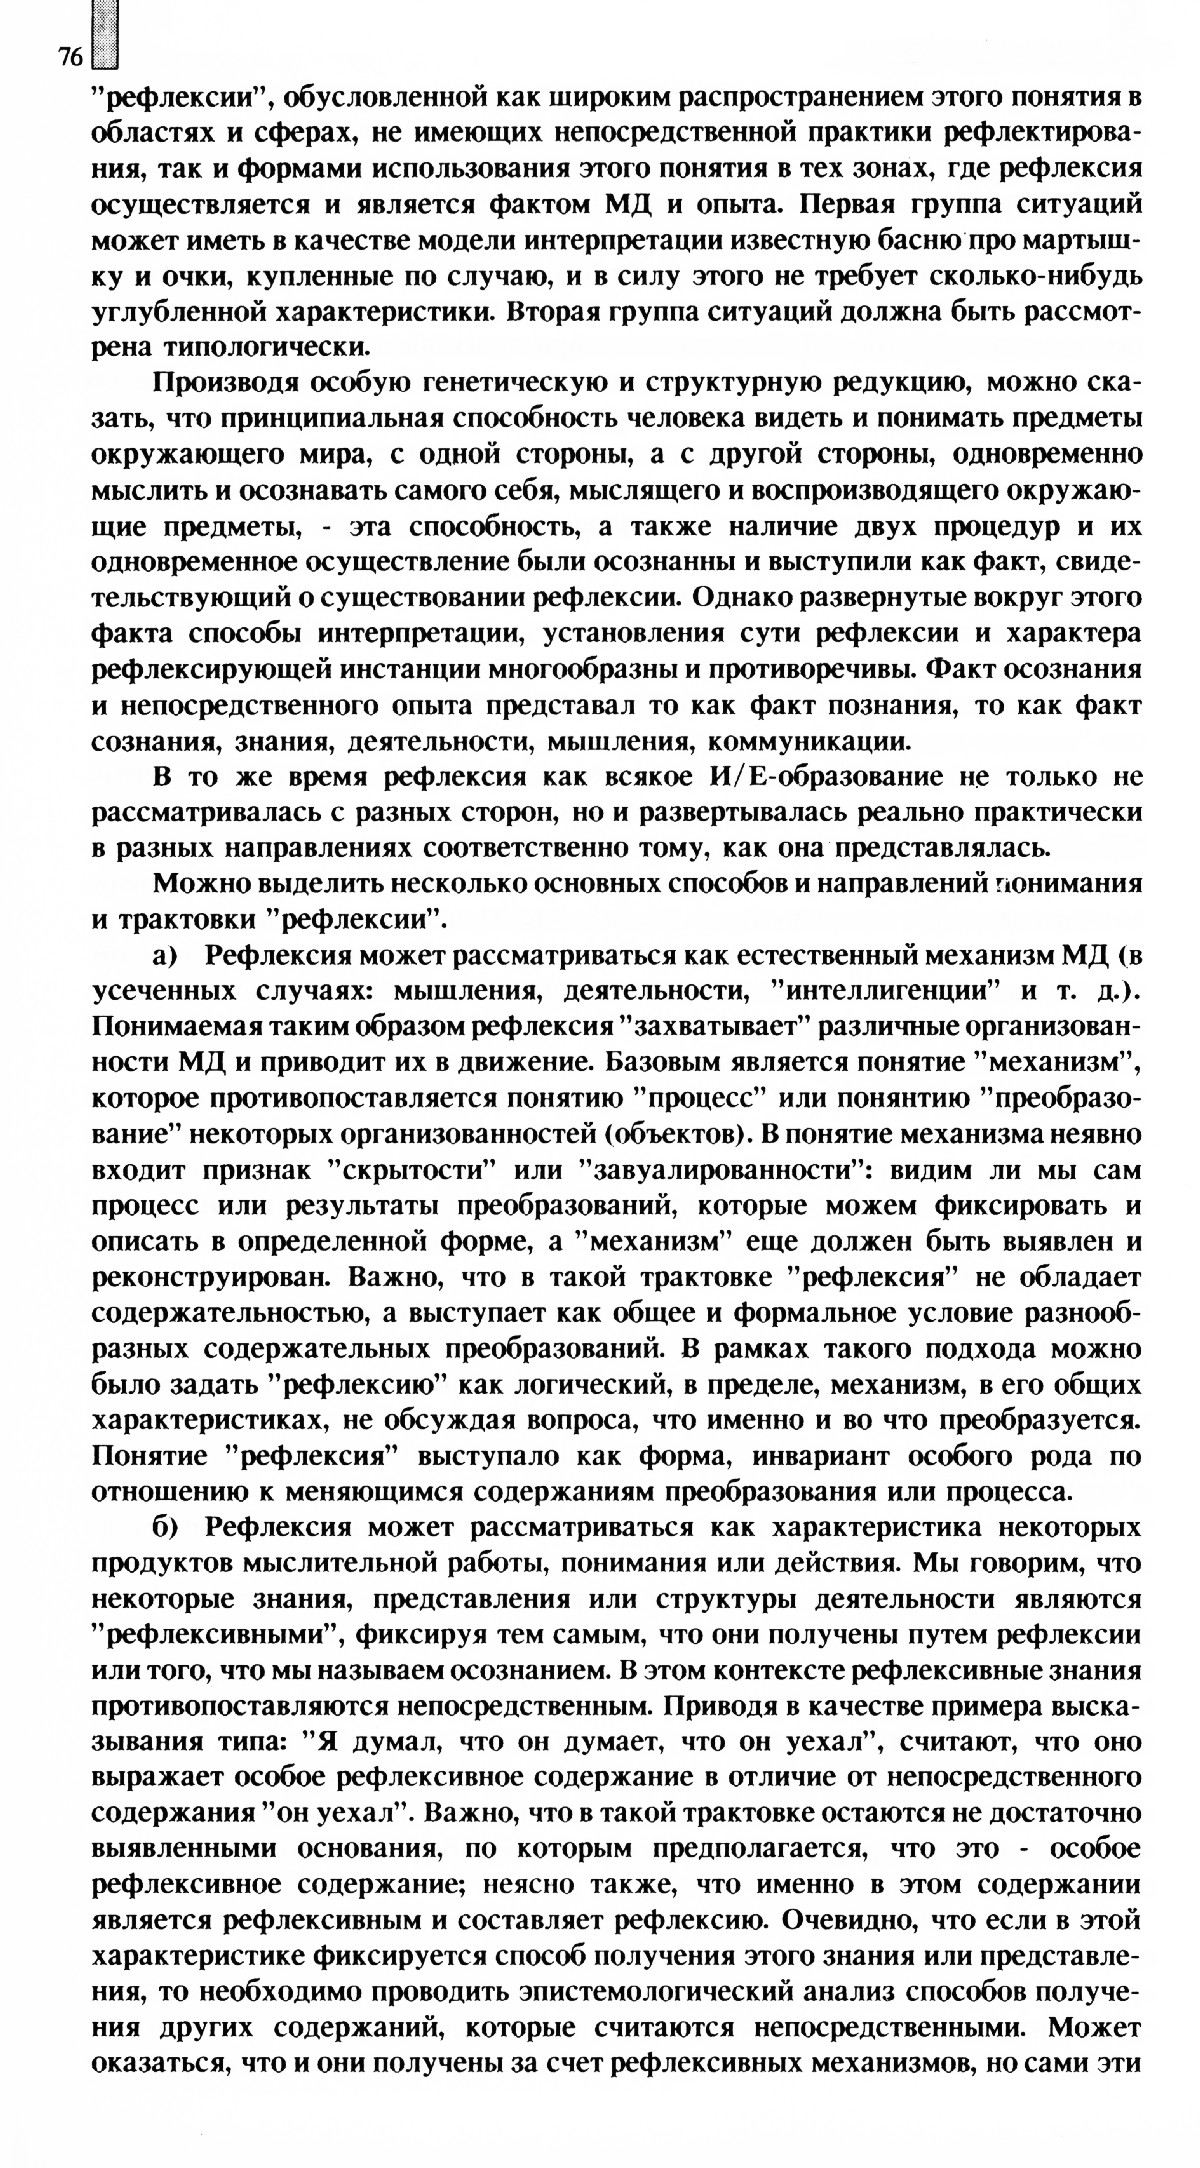 76
”рефлексии”, обусловленной как широким распространением этого понятия в
областях и сферах, не имеющих непосредственной практики рефлектирова-
ния, так и формами использования этого понятия в тех зонах, где рефлексия
осуществляется и является фактом МД и опыта. Первая группа ситуаций
может иметь в качестве модели интерпретации известную басню про мартыш-
ку и очки, купленные по случаю, и в силу этого не требует сколько-нибудь
углубленной характеристики. Вторая группа ситуаций должна быть рассмот-
рена типологически.
Производя особую генетическую и структурную редукцию, можно ска-
зать, что принципиальная способность человека видеть и понимать предметы
окружающего мира, с одной стороны, а с другой стороны, одновременно
мыслить и осознавать самого себя, мыслящего и воспроизводящего окружаю-
щие предметы, - эта способность, а также наличие двух процедур и их
одновременное осуществление были осознанны и выступили как факт, свиде-
тельствующий о существовании рефлексии. Однако развернутые вокруг этого
факта способы интерпретации, установления сути рефлексии и характера
рефлексирующей инстанции многообразны и противоречивы. Факт осознания
и непосредственного опыта представал то как факт познания, то как факт
сознания, знания, деятельности, мышления, коммуникации.
В то же время рефлексия как всякое И/Е-образование не только не
рассматривалась с разных сторон, но и развертывалась реально практически
в разных направлениях соответственно тому, как она представлялась.
Можно выделить несколько основных способов и направлений понимания
и трактовки ”рефлексии”.
а) Рефлексия может рассматриваться как естественный механизм МД (в
усеченных случаях: мышления, деятельности, ”интеллигенции” и т. д.).
Понимаемая таким образом рефлексия ”захватывает” различные организован-
ности МД и приводит их в движение. Базовым является понятие ”механизм”,
которое противопоставляется понятию ”процесс” или понянтию ”преобразо-
вание” некоторых организованностей (объектов). В понятие механизма неявно
входит признак ”скрытости” или ”завуалированности”: видим ли мы сам
процесс или результаты преобразований, которые можем фиксировать и
описать в определенной форме, а ”механизм” еще должен быть выявлен и
реконструирован. Важно, что в такой трактовке ”рефлексия” не обладает
содержательностью, а выступает как общее и формальное условие разнооб-
разных содержательных преобразований. В рамках такого подхода можно
было задать ”рефлексию” как логический, в пределе, механизм, в его общих
характеристиках, не обсуждая вопроса, что именно и во что преобразуется.
Понятие ”рефлексия” выступало как форма, инвариант особого рода по
отношению к меняющимся содержаниям преобразования или процесса.
б) Рефлексия может рассматриваться как характеристика некоторых
продуктов мыслительной работы, понимания или действия. Мы говорим, что
некоторые знания, представления или структуры деятельности являются
”рефлексивными”, фиксируя тем самым, что они получены путем рефлексии
или того, что мы называем осознанием. В этом контексте рефлексивные знания
противопоставляются непосредственным. Приводя в качестве примера выска-
зывания типа: ”Я думал, что он думает, что он уехал”, считают, что оно
выражает особое рефлексивное содержание в отличие от непосредственного
содержания ”он уехал”. Важно, что в такой трактовке остаются не достаточно
выявленными основания, по которым предполагается, что это - особое
рефлексивное содержание; неясно также, что именно в этом содержании
является рефлексивным и составляет рефлексию. Очевидно, что если в этой
характеристике фиксируется способ получения этого знания или представле-
ния, то необходимо проводить эпистемологический анализ способов получе-
ния других содержаний, которые считаются непосредственными. Может
оказаться, что и они получены за счет рефлексивных механизмов, но сами эти